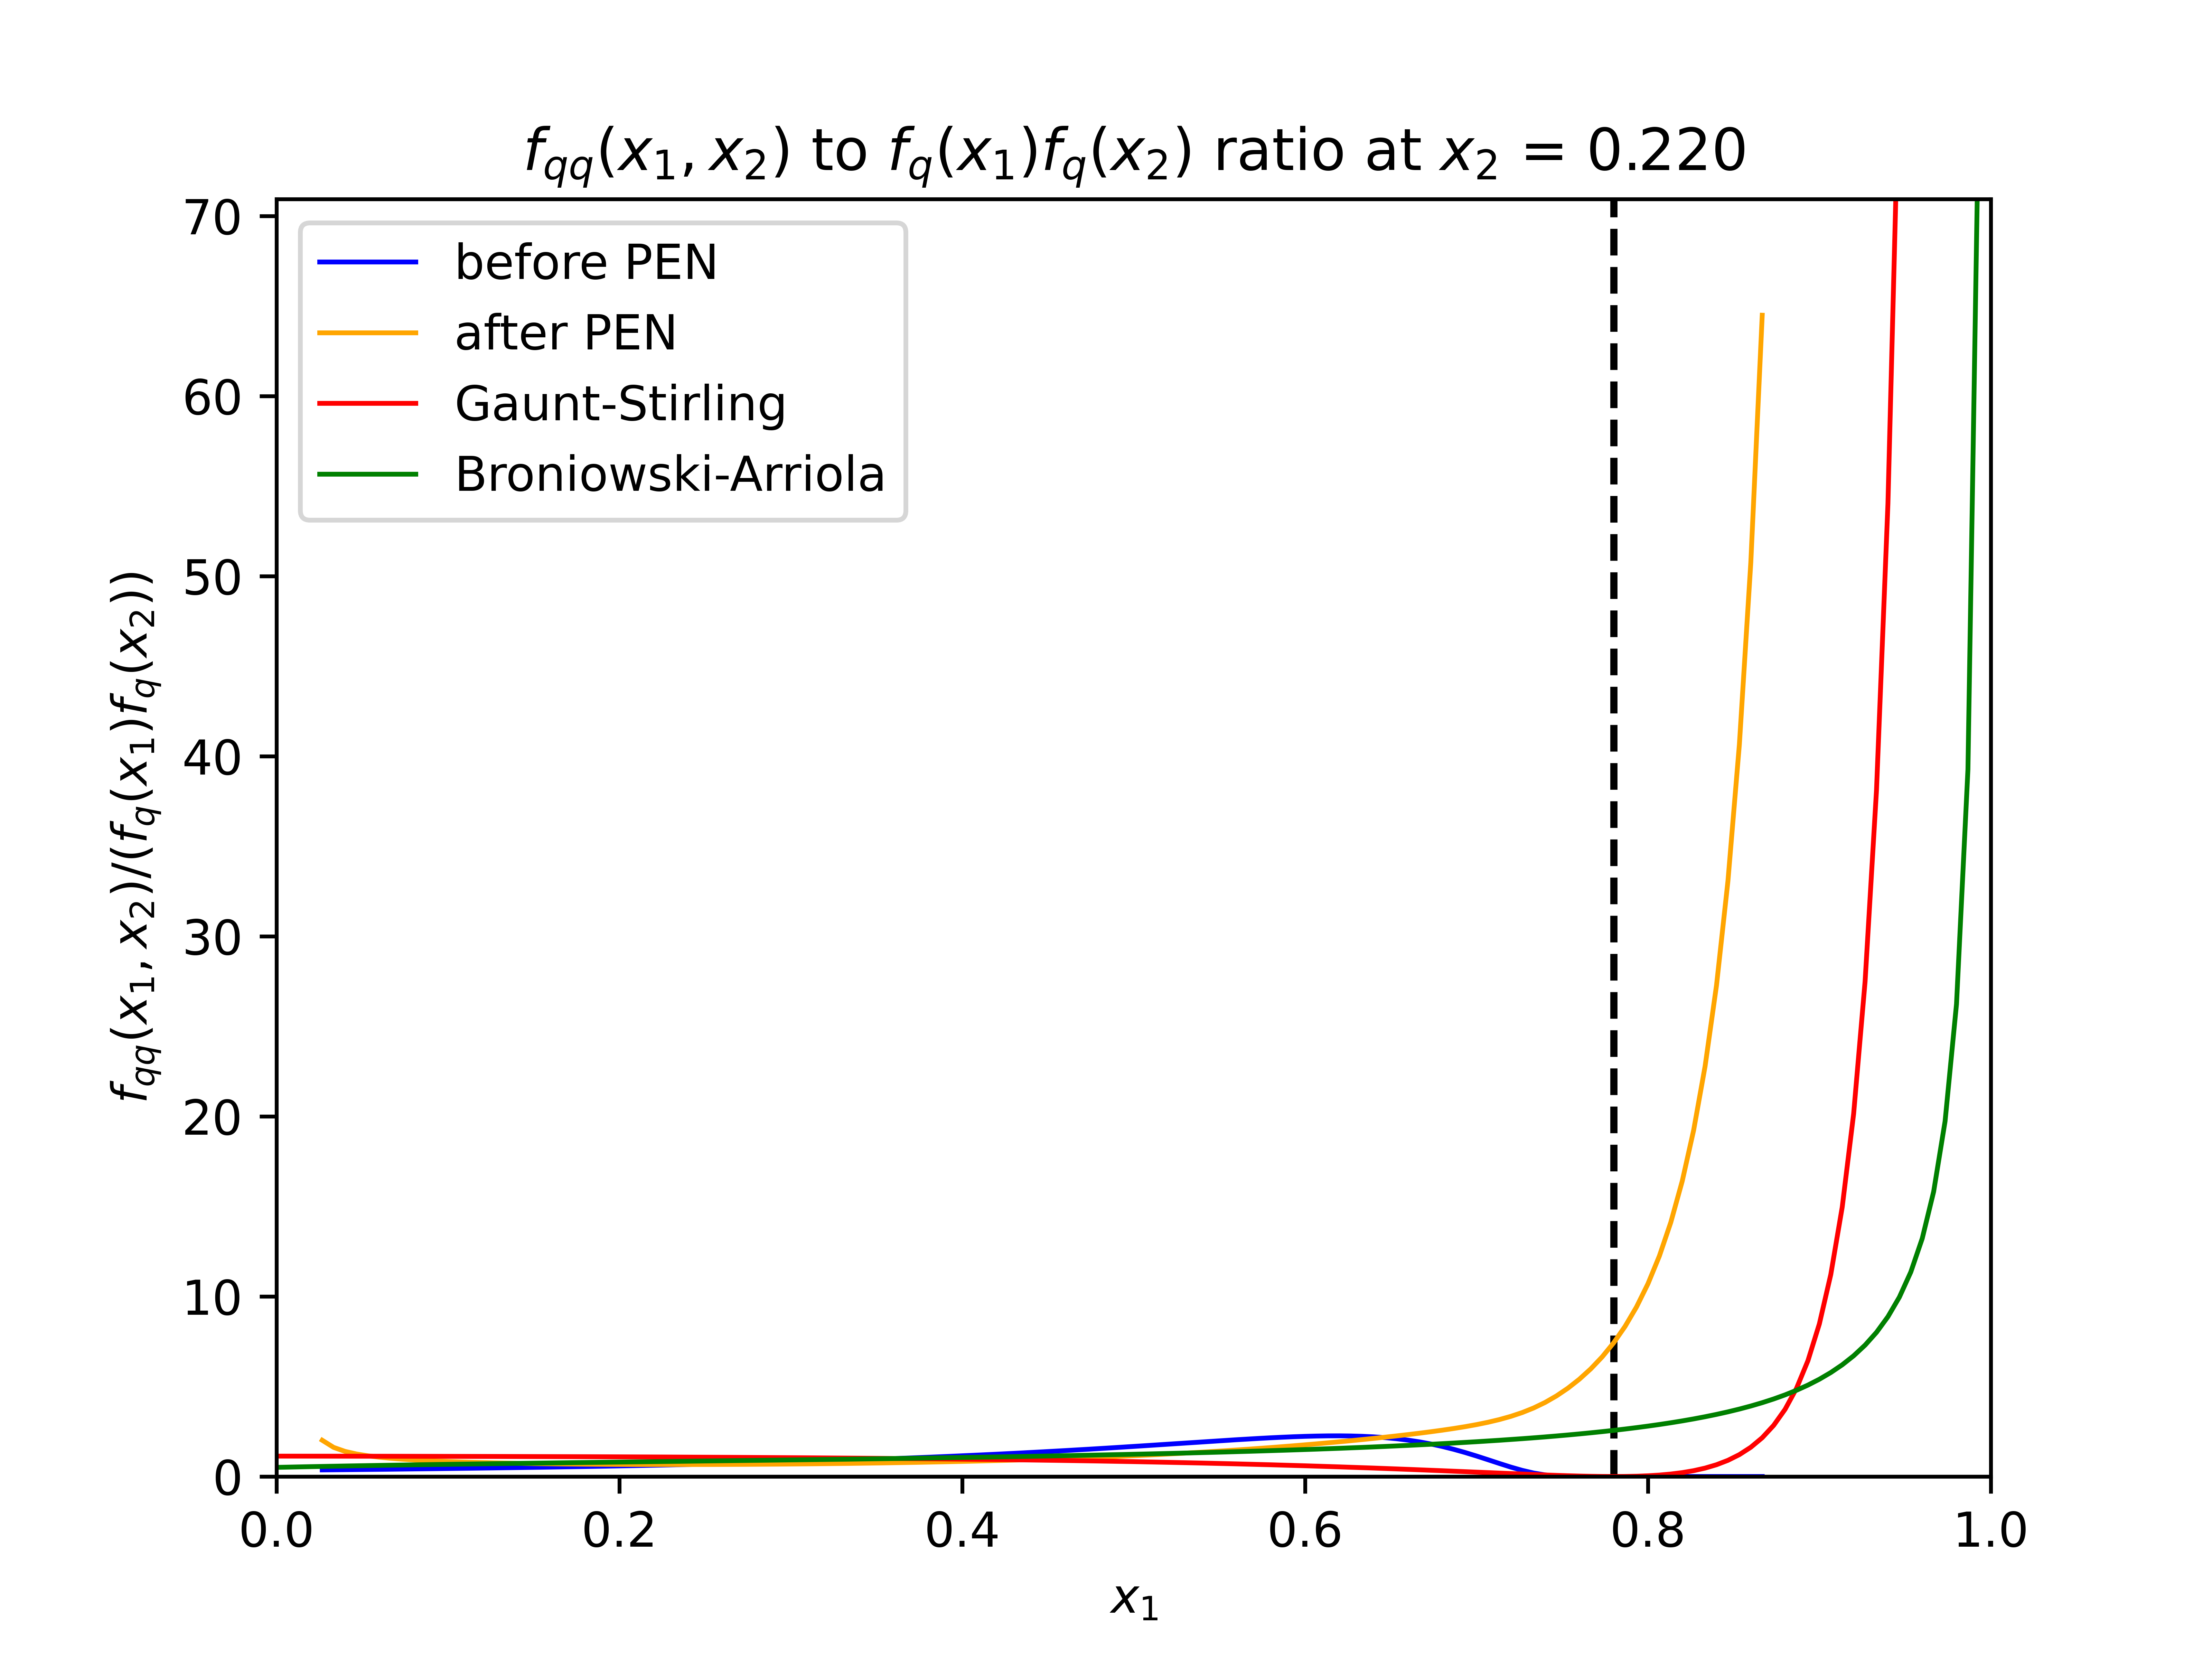 f_qq(x_1, x_2) to f_q(x_1)f_q(x_2) ratio at x_2 = 0.220
before PEN
after PEN
Gaunt-Stirling
Broniowski-Arriola
f_qq(x_1, x_2)/(f_q(x_1)f_q(x_2))
70
60
50
40
30
20
10
0
0.0 0.2 0.4 0.6 0.8 1.0
x_1